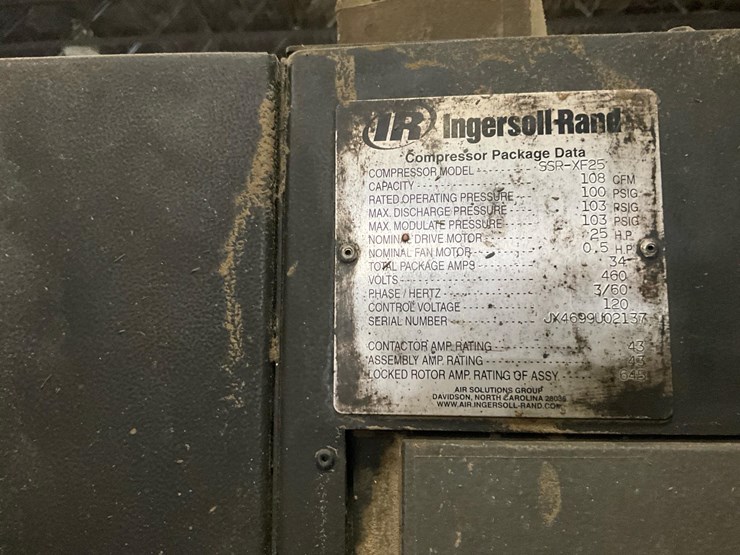 IR Ingersoll-Rand
Compressor Package Data
COMPRESSOR MODEL SSR-XF25
CAPACITY 108 CFM
RATED OPERATING PRESSURE 100 PSIG
MAX. DISCHARGE PRESSURE 103 PSIG
MAX. MODULATE PRESSURE 103 PSIG
NOMINAL DRIVE MOTOR 25 H.P.
NOMINAL FAN MOTOR 0.5 H.P.
TOTAL PACKAGE AMPS 34
VOLTS 460
PHASE / HERTZ 3/60
CONTROL VOLTAGE 120
SERIAL NUMBER JX4699U02137
CONTACTOR AMP. RATING 43
ASSEMBLY AMP. RATING 43
LOCKED ROTOR AMP. RATING OF ASSY.
AIR SOLUTIONS GROUP
DAVIDSON, NORTH CAROLINA 28036
WWW.AIR.INGERSOLL-RAND.COM